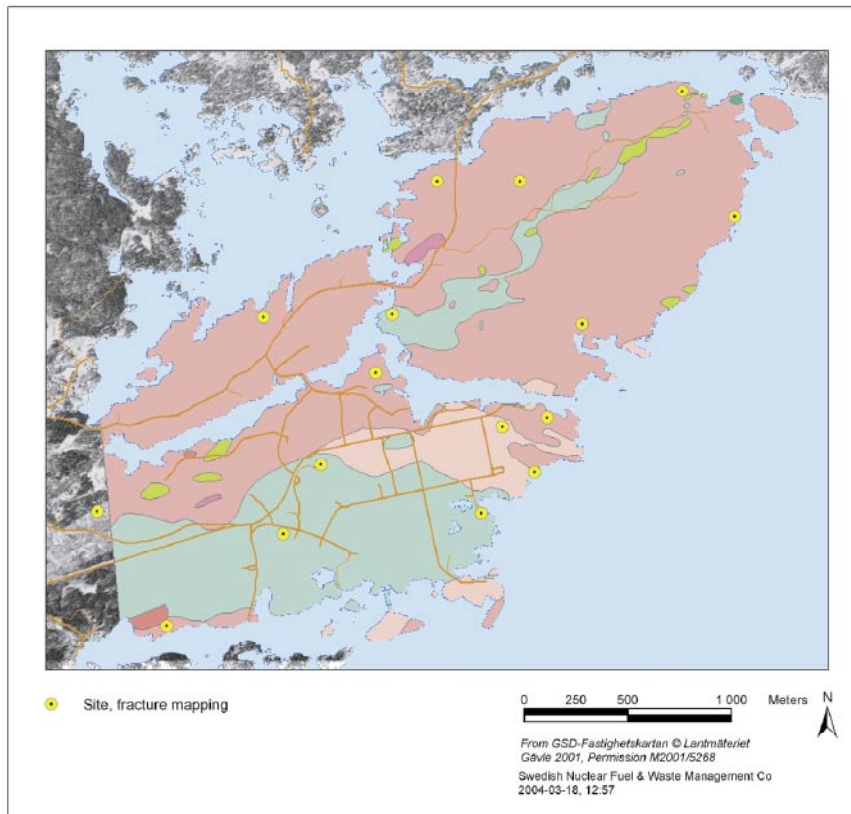 Site, fracture mapping
0 250 500 1 000 Meters N
From GSD-Fastighetskartan © Lantmäteriet
Gävle 2001, Permission M2001/5268
Swedish Nuclear Fuel & Waste Management Co
2004-03-18, 12:57